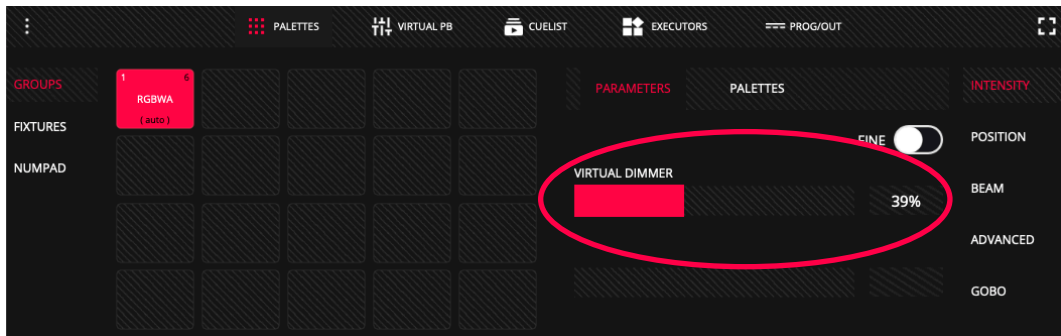 PALETTES VIRTUAL PB CUELIST EXECUTORS PROG/OUT
GROUPS
FIXTURES
NUMPAD
1 6
RGBWA
( auto )
PARAMETERS PALETTES
FINE
VIRTUAL DIMMER
39%
INTENSITY
POSITION
BEAM
ADVANCED
GOBO